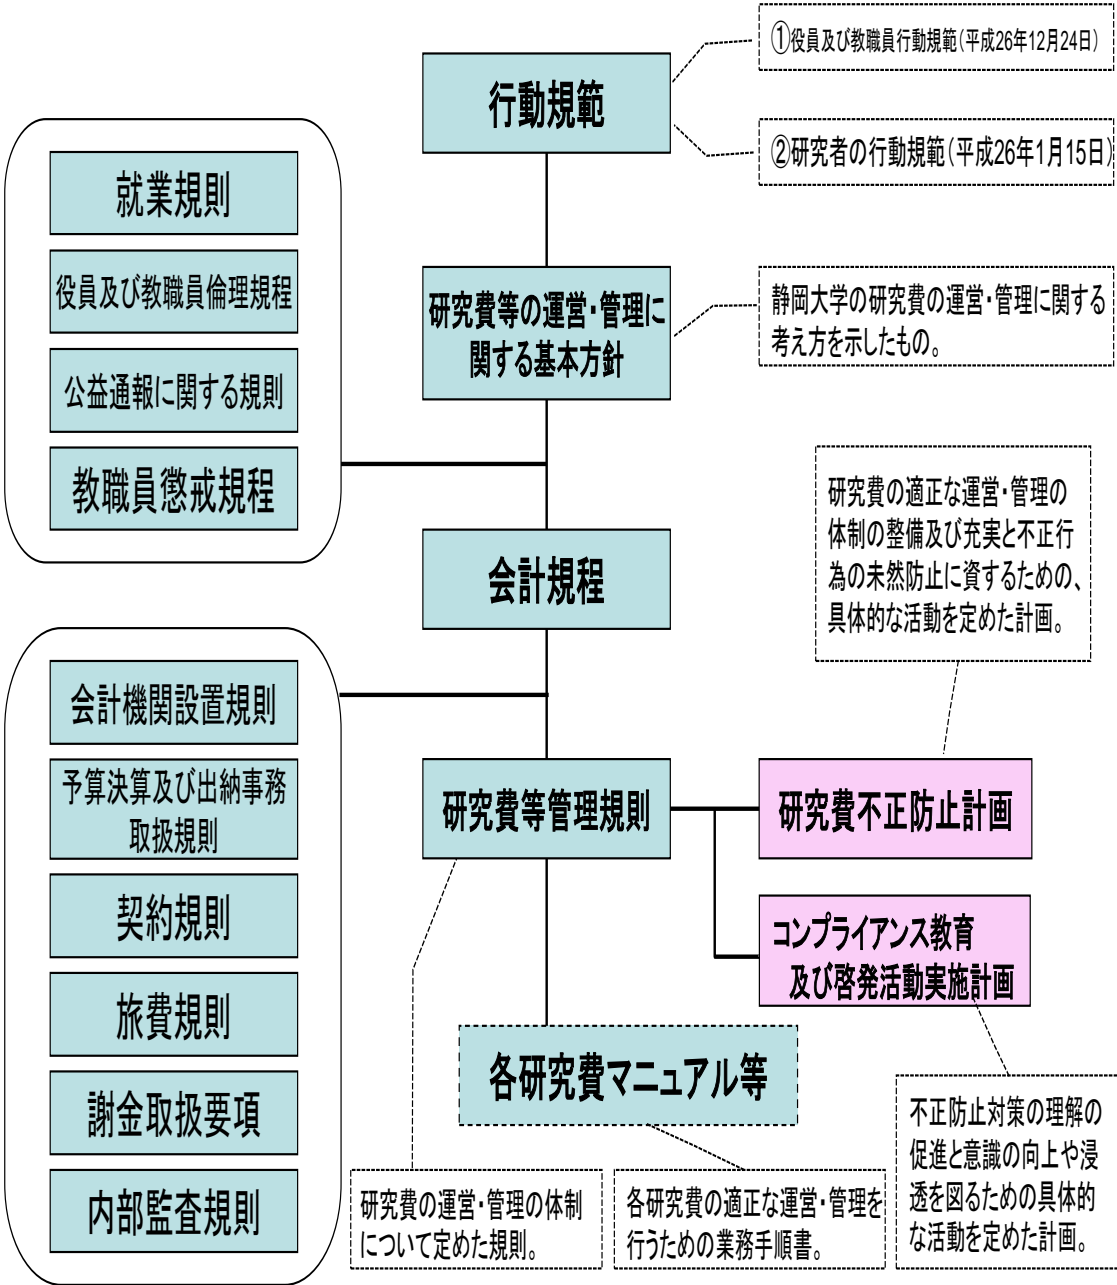 ①役員及び教職員行動規範(平成26年12月24日)
行動規範
②研究者の行動規範(平成26年1月15日)
就業規則
役員及び教職員倫理規程
公益通報に関する規則
教職員懲戒規程
研究費等の運営・管理に
関する基本方針
静岡大学の研究費の運営・管理に関する
考え方を示したもの。
研究費の適正な運営・管理の
体制の整備及び充実と不正行
為の未然防止に資するための、
具体的な活動を定めた計画。
会計規程
会計機関設置規則
予算決算及び出納事務
取扱規則
契約規則
旅費規則
謝金取扱要項
内部監査規則
研究費等管理規則
研究費不正防止計画
コンプライアンス教育
及び啓発活動実施計画
各研究費マニュアル等
研究費の運営・管理の体制
について定めた規則。
各研究費の適正な運営・管理を
行うための業務手順書。
不正防止対策の理解の
促進と意識の向上や浸
透を図るための具体的
な活動を定めた計画。